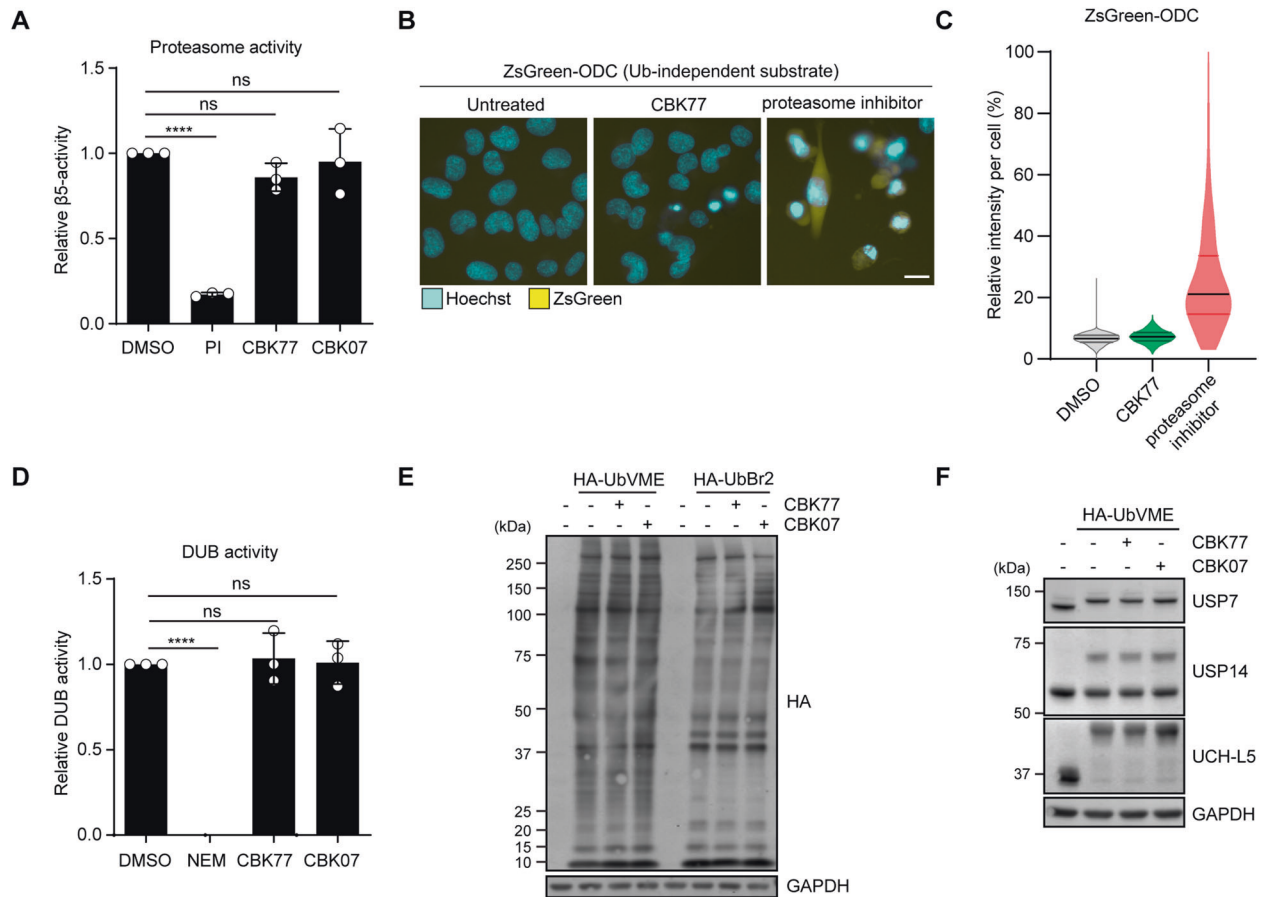 A
Proteasome activity
Relative β5-activity
1.5
1.0
0.5
0.0
ns
ns
****
DMSO PI CBK77 CBK07
B
ZsGreen-ODC (Ub-independent substrate)
Untreated CBK77 proteasome inhibitor
Hoechst ZsGreen
C
ZsGreen-ODC
Relative intensity per cell (%)
100
80
60
40
20
0
DMSO
CBK77
proteasome
inhibitor
D
DUB activity
Relative DUB activity
1.5
1.0
0.5
0.0
ns
ns
****
DMSO NEM CBK77 CBK07
E
HA-UbVME HA-UbBr2
- - + - - - + - CBK77
- - - + - - - + CBK07
(kDa)
250
150
100
75
50
37
25
20
15
10
HA
GAPDH
F
HA-UbVME
- - + - CBK77
- - - + CBK07
(kDa)
150
USP7
75
USP14
50
UCH-L5
37
GAPDH